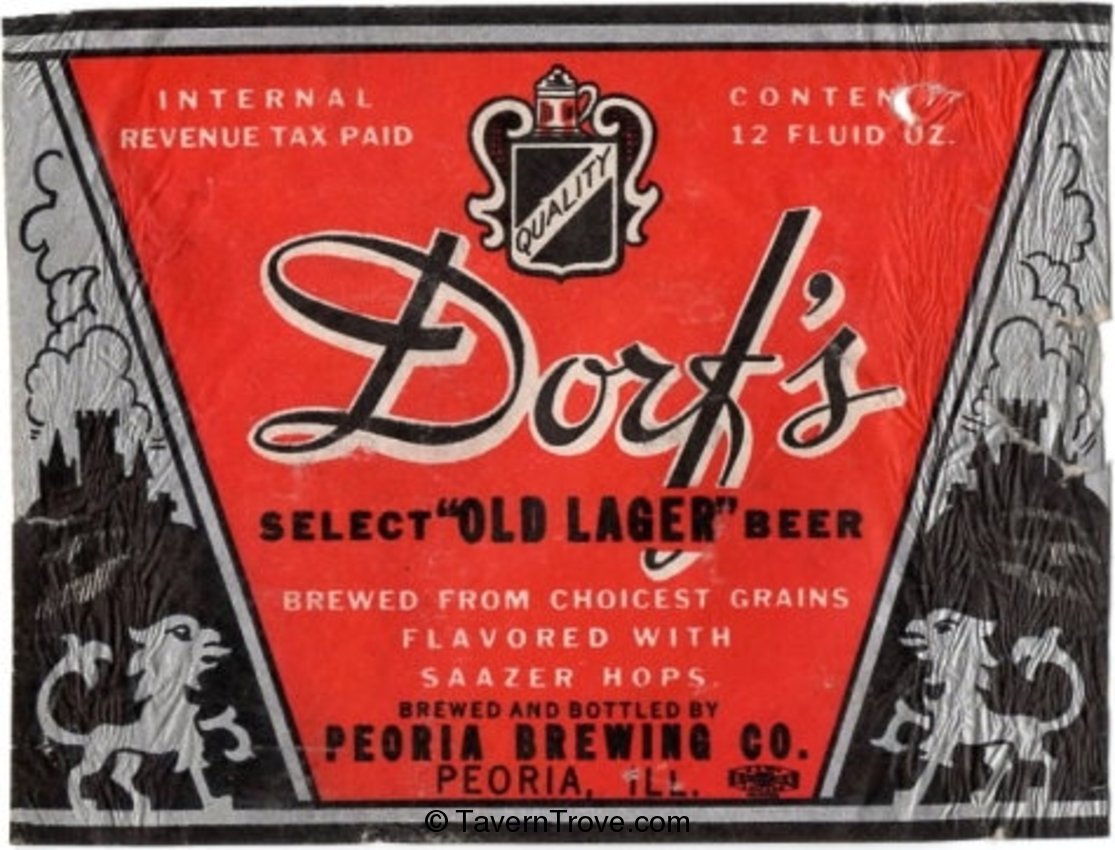 INTERNAL
REVENUE TAX PAID
CONTEN
12 FLUID OZ.
QUALITY
Dorf's
SELECT "OLD LAGER" BEER
BREWED FROM CHOICEST GRAINS
FLAVORED WITH
SAAZER HOPS.
BREWED AND BOTTLED BY
PEORIA BREWING CO.
PEORIA, ILL.
© TavernTrove.com